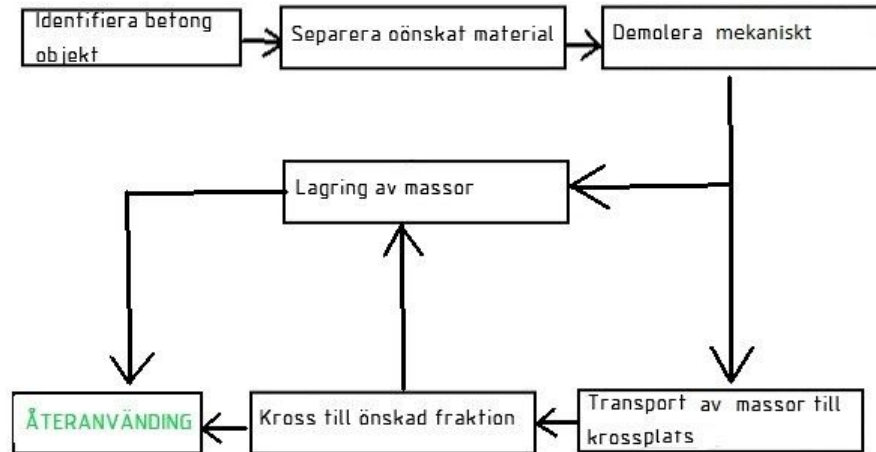 Identifiera betong
objekt
Separera oönskat material
Demolera mekaniskt
Lagring av massor
ÅTERANVÄNDING
Kross till önskad fraktion
Transport av massor till
krossplats